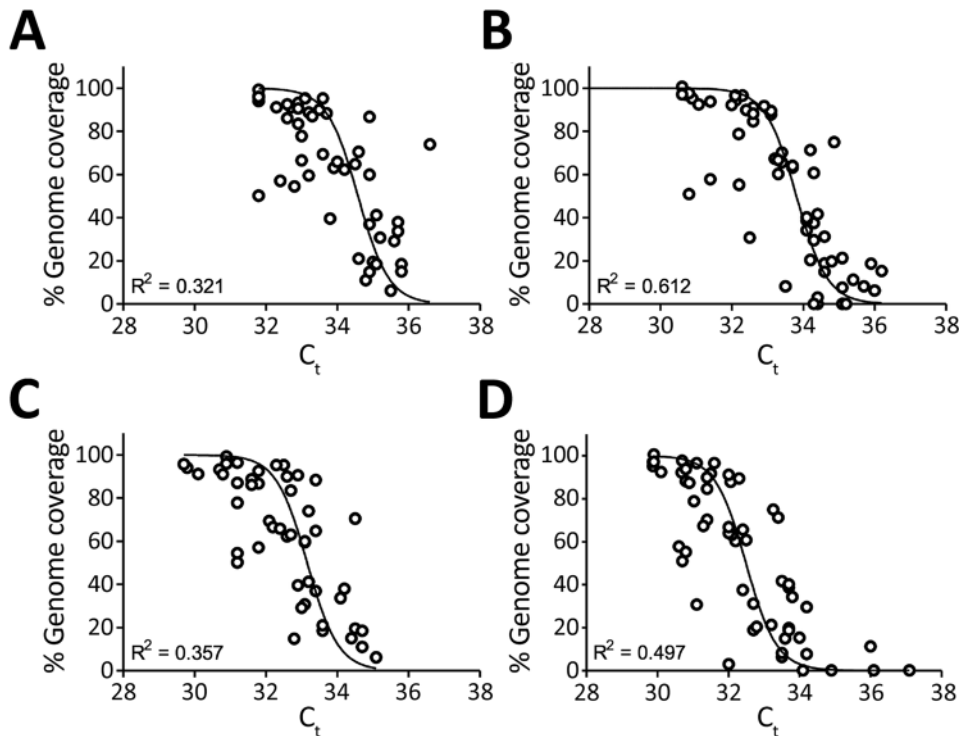 A
% Genome coverage
100
80
60
40
20
0
R² = 0.321
28 30 32 34 36 38
Cₜ
B
% Genome coverage
100
80
60
40
20
0
R² = 0.612
28 30 32 34 36 38
Cₜ
C
% Genome coverage
100
80
60
40
20
0
R² = 0.357
28 30 32 34 36 38
Cₜ
D
% Genome coverage
100
80
60
40
20
0
R² = 0.497
28 30 32 34 36 38
Cₜ